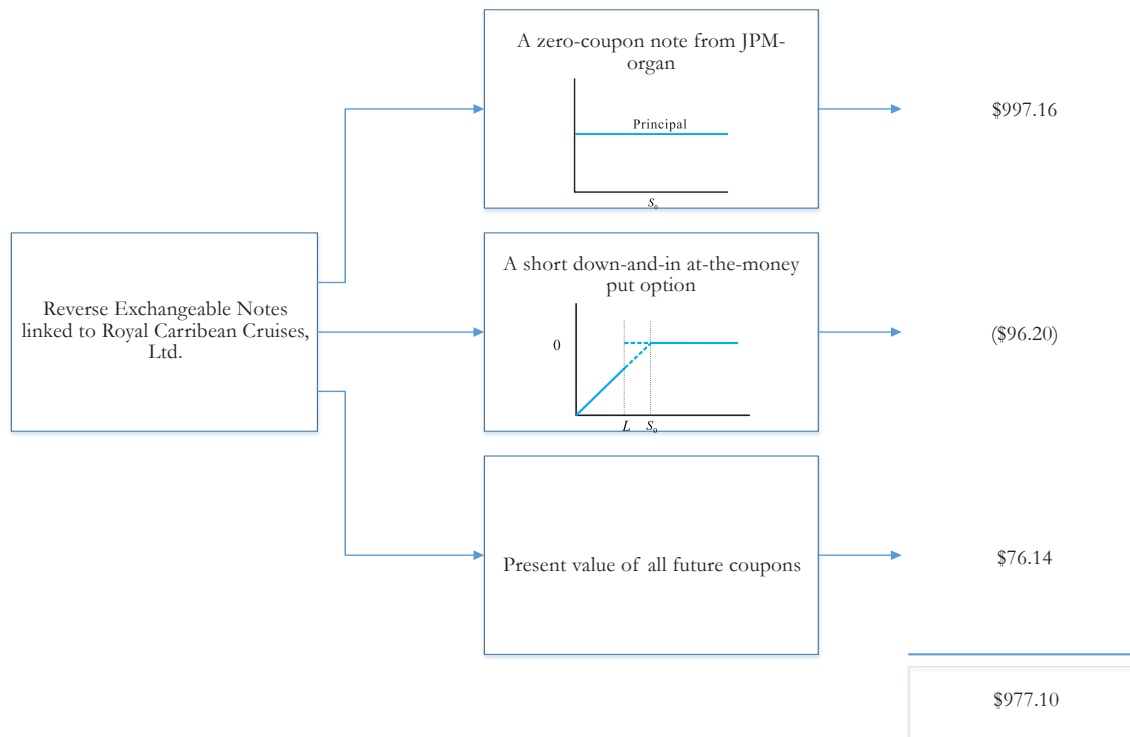 A zero-coupon note from JPM-
organ
Principal
S₀
$997.16
Reverse Exchangeable Notes
linked to Royal Carribean Cruises,
Ltd.
A short down-and-in at-the-money
put option
0
L S₀
($96.20)
Present value of all future coupons
$76.14
$977.10